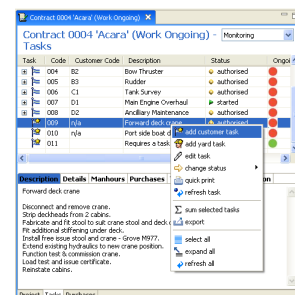 Contract 0004 'Acara' (Work Ongoing)
Contract 0004 'Acara' (Work Ongoing) - Monitoring
Tasks
Task Code Customer Code Description Status Ongoi
004 B2 Bow Thruster authorised
005 B3 Rudder authorised
006 C1 Tank Survey authorised
007 D1 Main Engine Overhaul started
008 D2 Ancilliary Maintenance authorised
009 n/a Forward deck crane authorised
010 n/a Port side boat d
011 Requires a task
add customer task
add yard task
edit task
change status
quick print
refresh task
sum selected tasks
export
select all
expand all
refresh all
Description Details Manhours Purchases on
Forward deck crane
Disconnect and remove crane.
Strip deckheads from 2 cabins.
Fabricate and fit stool to suit crane stool and deck c
Fit additional stiffening under deck.
Install free issue stool and crane - Grove M977.
Extend existing hydraulics to new crane position.
Function test & commission crane.
Load test and issue certificate.
Reinstate cabins.
Project Tasks Purchases